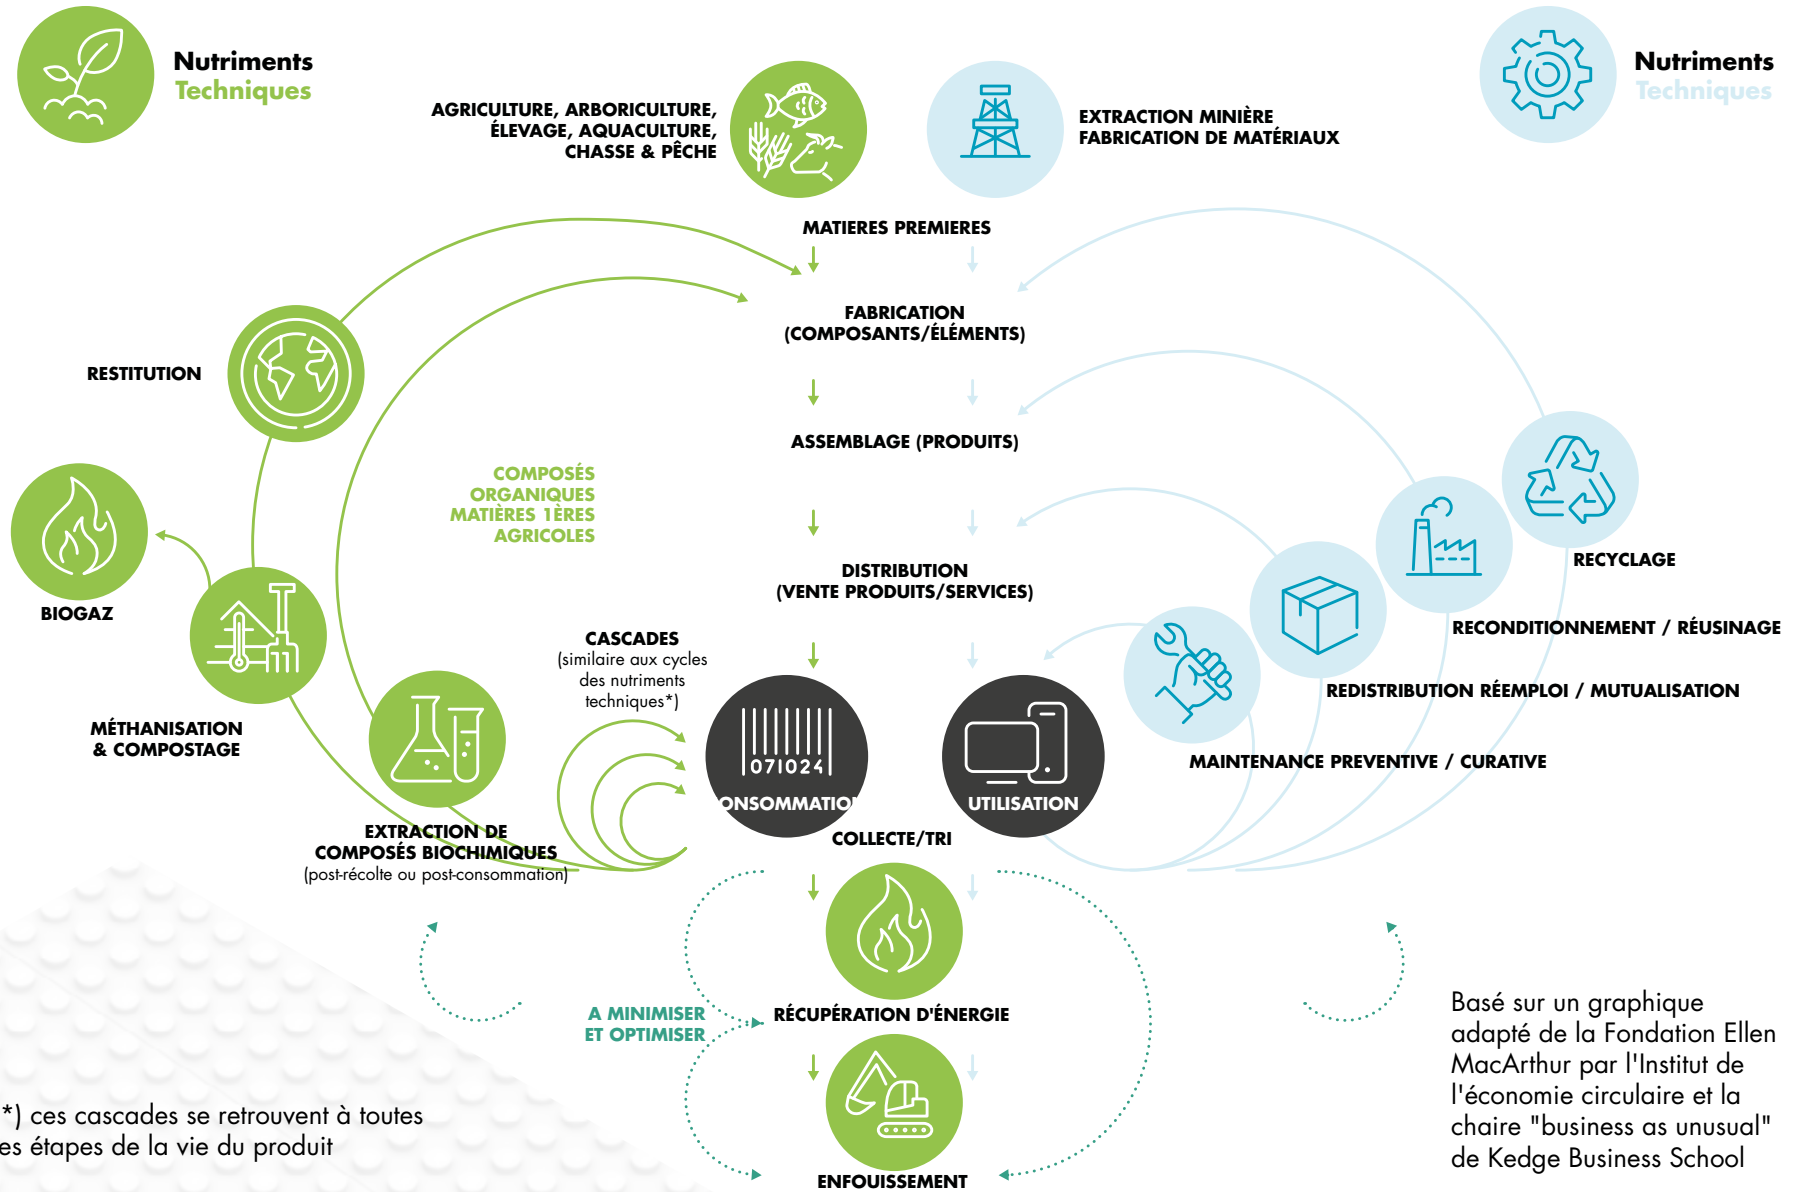 Nutriments
Techniques
Nutriments
Techniques
AGRICULTURE, ARBORICULTURE,
ÉLEVAGE, AQUACULTURE,
CHASSE & PÊCHE
EXTRACTION MINIÈRE
FABRICATION DE MATÉRIAUX
MATIERES PREMIERES
FABRICATION
(COMPOSANTS/ÉLÉMENTS)
RESTITUTION
ASSEMBLAGE (PRODUITS)
COMPOSÉS
ORGANIQUES
MATIÈRES 1ÈRES
AGRICOLES
RECYCLAGE
DISTRIBUTION
(VENTE PRODUITS/SERVICES)
BIOGAZ
RECONDITIONNEMENT / RÉUSINAGE
CASCADES
(similaire aux cycles
des nutriments
techniques*)
REDISTRIBUTION RÉEMPLOI / MUTUALISATION
MÉTHANISATION
& COMPOSTAGE
MAINTENANCE PREVENTIVE / CURATIVE
071024
ONSOMMATION
UTILISATION
EXTRACTION DE
COMPOSÉS BIOCHIMIQUES
(post-récolte ou post-consommation)
COLLECTE/TRI
A MINIMISER
ET OPTIMISER
RÉCUPÉRATION D'ÉNERGIE
ENFOUISSEMENT
*) ces cascades se retrouvent à toutes
es étapes de la vie du produit
Basé sur un graphique
adapté de la Fondation Ellen
MacArthur par l'Institut de
l'économie circulaire et la
chaire "business as unusual"
de Kedge Business School